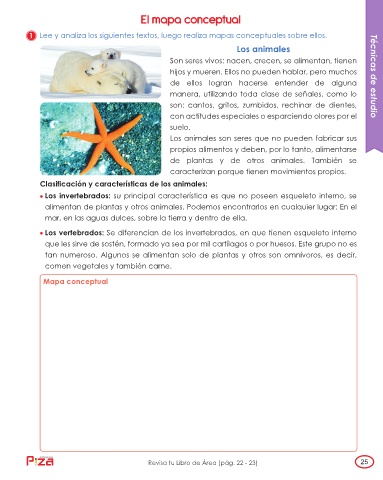 El mapa conceptual
1 Lee y analiza los siguientes textos, luego realiza mapas conceptuales sobre ellos.
Los animales
Son seres vivos: nacen, crecen, se alimentan, tienen
hijos y mueren. Ellos no pueden hablar, pero muchos
de ellos logran hacerse entender de alguna
manera, utilizando toda clase de señales, como lo
son: cantos, gritos, zumbidos, rechinar de dientes,
con actitudes especiales o esparciendo olores por el
suelo.
Los animales son seres que no pueden fabricar sus
propios alimentos y deben, por lo tanto, alimentarse
de plantas y de otros animales. También se
caracterizan porque tienen movimientos propios.
Clasificación y características de los animales:
• Los invertebrados: su principal característica es que no poseen esqueleto interno, se
alimentan de plantas y otros animales. Podemos encontrarlos en cualquier lugar: En el
mar, en las aguas dulces, sobre la tierra y dentro de ella.
• Los vertebrados: Se diferencian de los invertebrados, en que tienen esqueleto interno
que les sirve de sostén, formado ya sea por mil cartílagos o por huesos. Este grupo no es
tan numeroso. Algunos se alimentan solo de plantas y otros son omnívoros, es decir,
comen vegetales y también carne.
Mapa conceptual
Técnicas de estudio
Piza
Revisa tu Libro de Área (pág. 22 - 23)
25